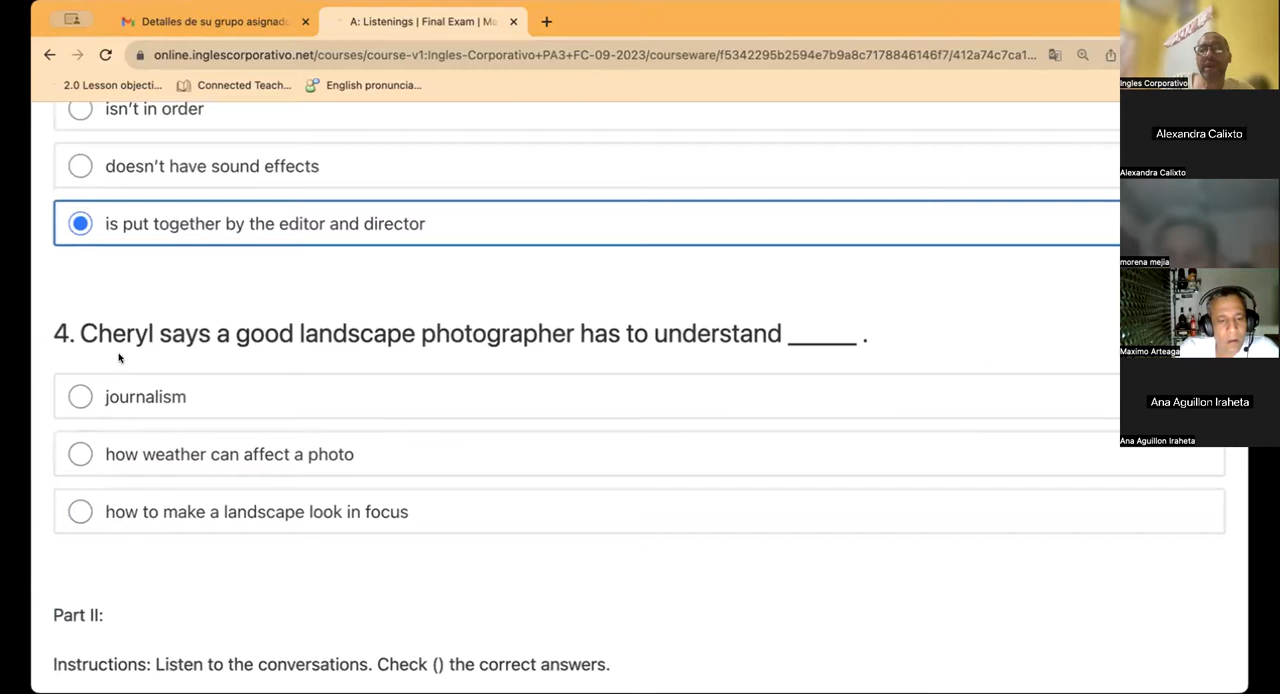 Detalles de su grupo asignado
A: Listenings | Final Exam | Ma
online.inglescorporativo.net/courses/course-v1:Ingles-Corporativo+PA3+FC-09-2023/courseware/f5342295b2594e7b9a8c7178846146f7/412a74c7ca1...
2.0 Lesson objecti...
Connected Teach...
English pronuncia...
isn't in order
doesn't have sound effects
is put together by the editor and director
4. Cheryl says a good landscape photographer has to understand ______ .
journalism
how weather can affect a photo
how to make a landscape look in focus
Part II:
Instructions: Listen to the conversations. Check () the correct answers.
Ingles Corporativo
Alexandra Calixto
Alexandra Calixto
morena mejia
Maximo Arteaga
Ana Aguillon Iraheta
Ana Aguillon Iraheta